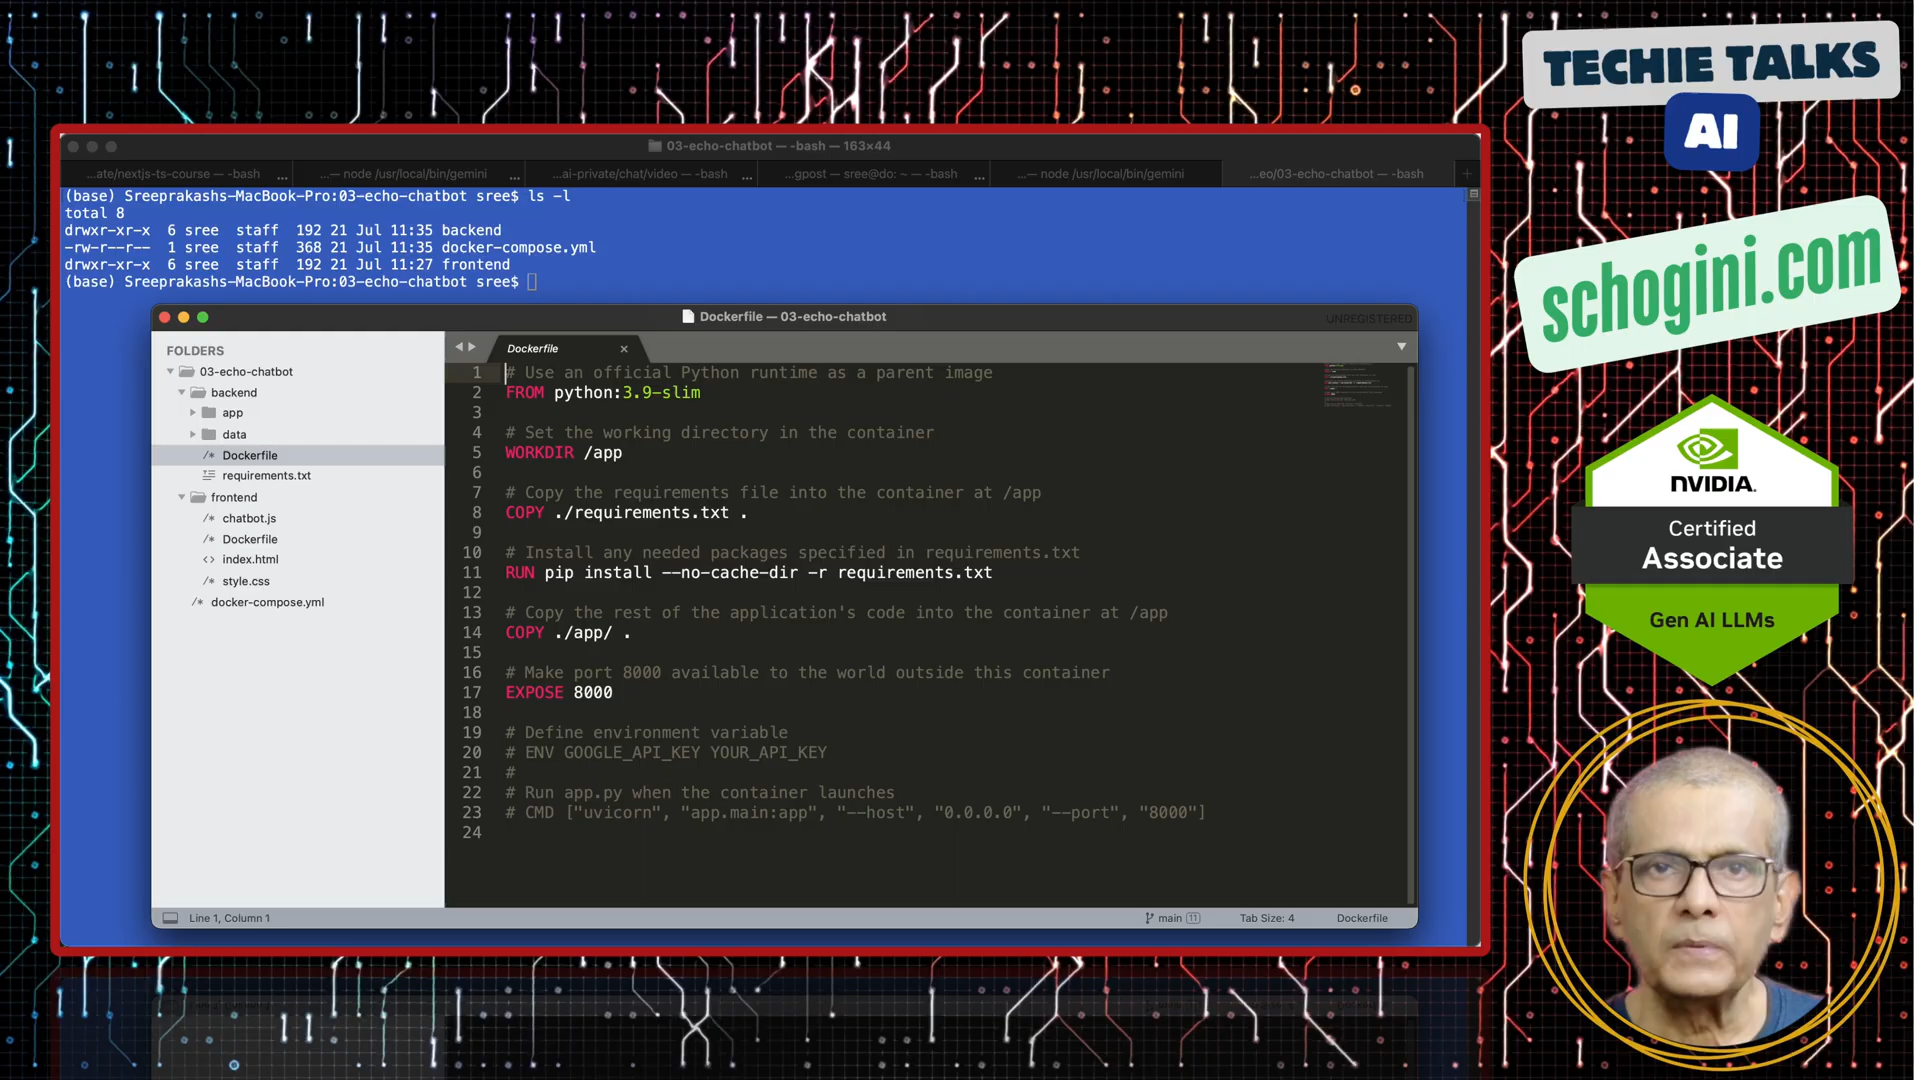 TECHIE TALKS
AI
schogini.com
NVIDIA.
Certified
Associate
Gen AI LLMs
03-echo-chatbot — -bash — 163×44
...ate/nextjs-ts-course — -bash ...
...— node /usr/local/bin/gemini ...
...ai-private/chat/video — -bash ...
...gpost — sree@do: ~ — -bash ...
...— node /usr/local/bin/gemini
...eo/03-echo-chatbot — -bash
(base) Sreeprakashs-MacBook-Pro:03-echo-chatbot sree$ ls -l
total 8
drwxr-xr-x 6 sree staff 192 21 Jul 11:35 backend
-rw-r--r-- 1 sree staff 368 21 Jul 11:35 docker-compose.yml
drwxr-xr-x 6 sree staff 192 21 Jul 11:27 frontend
(base) Sreeprakashs-MacBook-Pro:03-echo-chatbot sree$
Dockerfile — 03-echo-chatbot
UNREGISTERED
FOLDERS
03-echo-chatbot
backend
app
data
/* Dockerfile
requirements.txt
frontend
/* chatbot.js
/* Dockerfile
<> index.html
/* style.css
/* docker-compose.yml
Dockerfile
1 # Use an official Python runtime as a parent image
2 FROM python:3.9-slim
3
4 # Set the working directory in the container
5 WORKDIR /app
6
7 # Copy the requirements file into the container at /app
8 COPY ./requirements.txt .
9
10 # Install any needed packages specified in requirements.txt
11 RUN pip install --no-cache-dir -r requirements.txt
12
13 # Copy the rest of the application's code into the container at /app
14 COPY ./app/ .
15
16 # Make port 8000 available to the world outside this container
17 EXPOSE 8000
18
19 # Define environment variable
20 # ENV GOOGLE_API_KEY YOUR_API_KEY
21 #
22 # Run app.py when the container launches
23 # CMD ["uvicorn", "app.main:app", "--host", "0.0.0.0", "--port", "8000"]
24
Line 1, Column 1
main 11
Tab Size: 4
Dockerfile